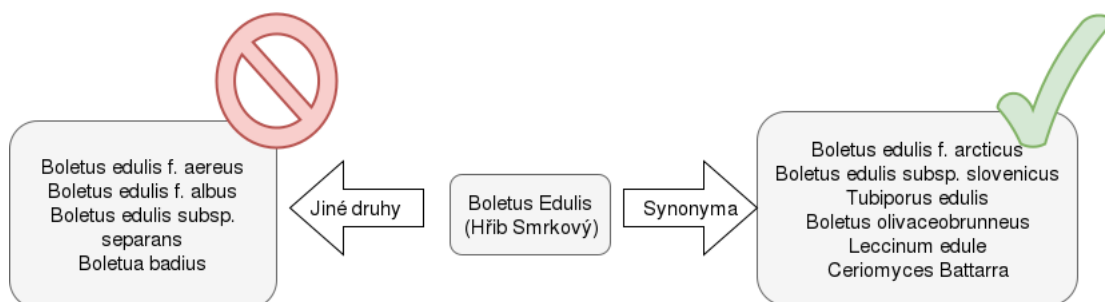 Boletus edulis f. aereus
Boletus edulis f. albus
Boletus edulis subsp.
separans
Boletua badius
Jiné druhy
Boletus Edulis
(Hřib Smrkový)
Synonyma
Boletus edulis f. arcticus
Boletus edulis subsp. slovenicus
Tubiporus edulis
Boletus olivaceobrunneus
Leccinum edule
Ceriomyces Battarra